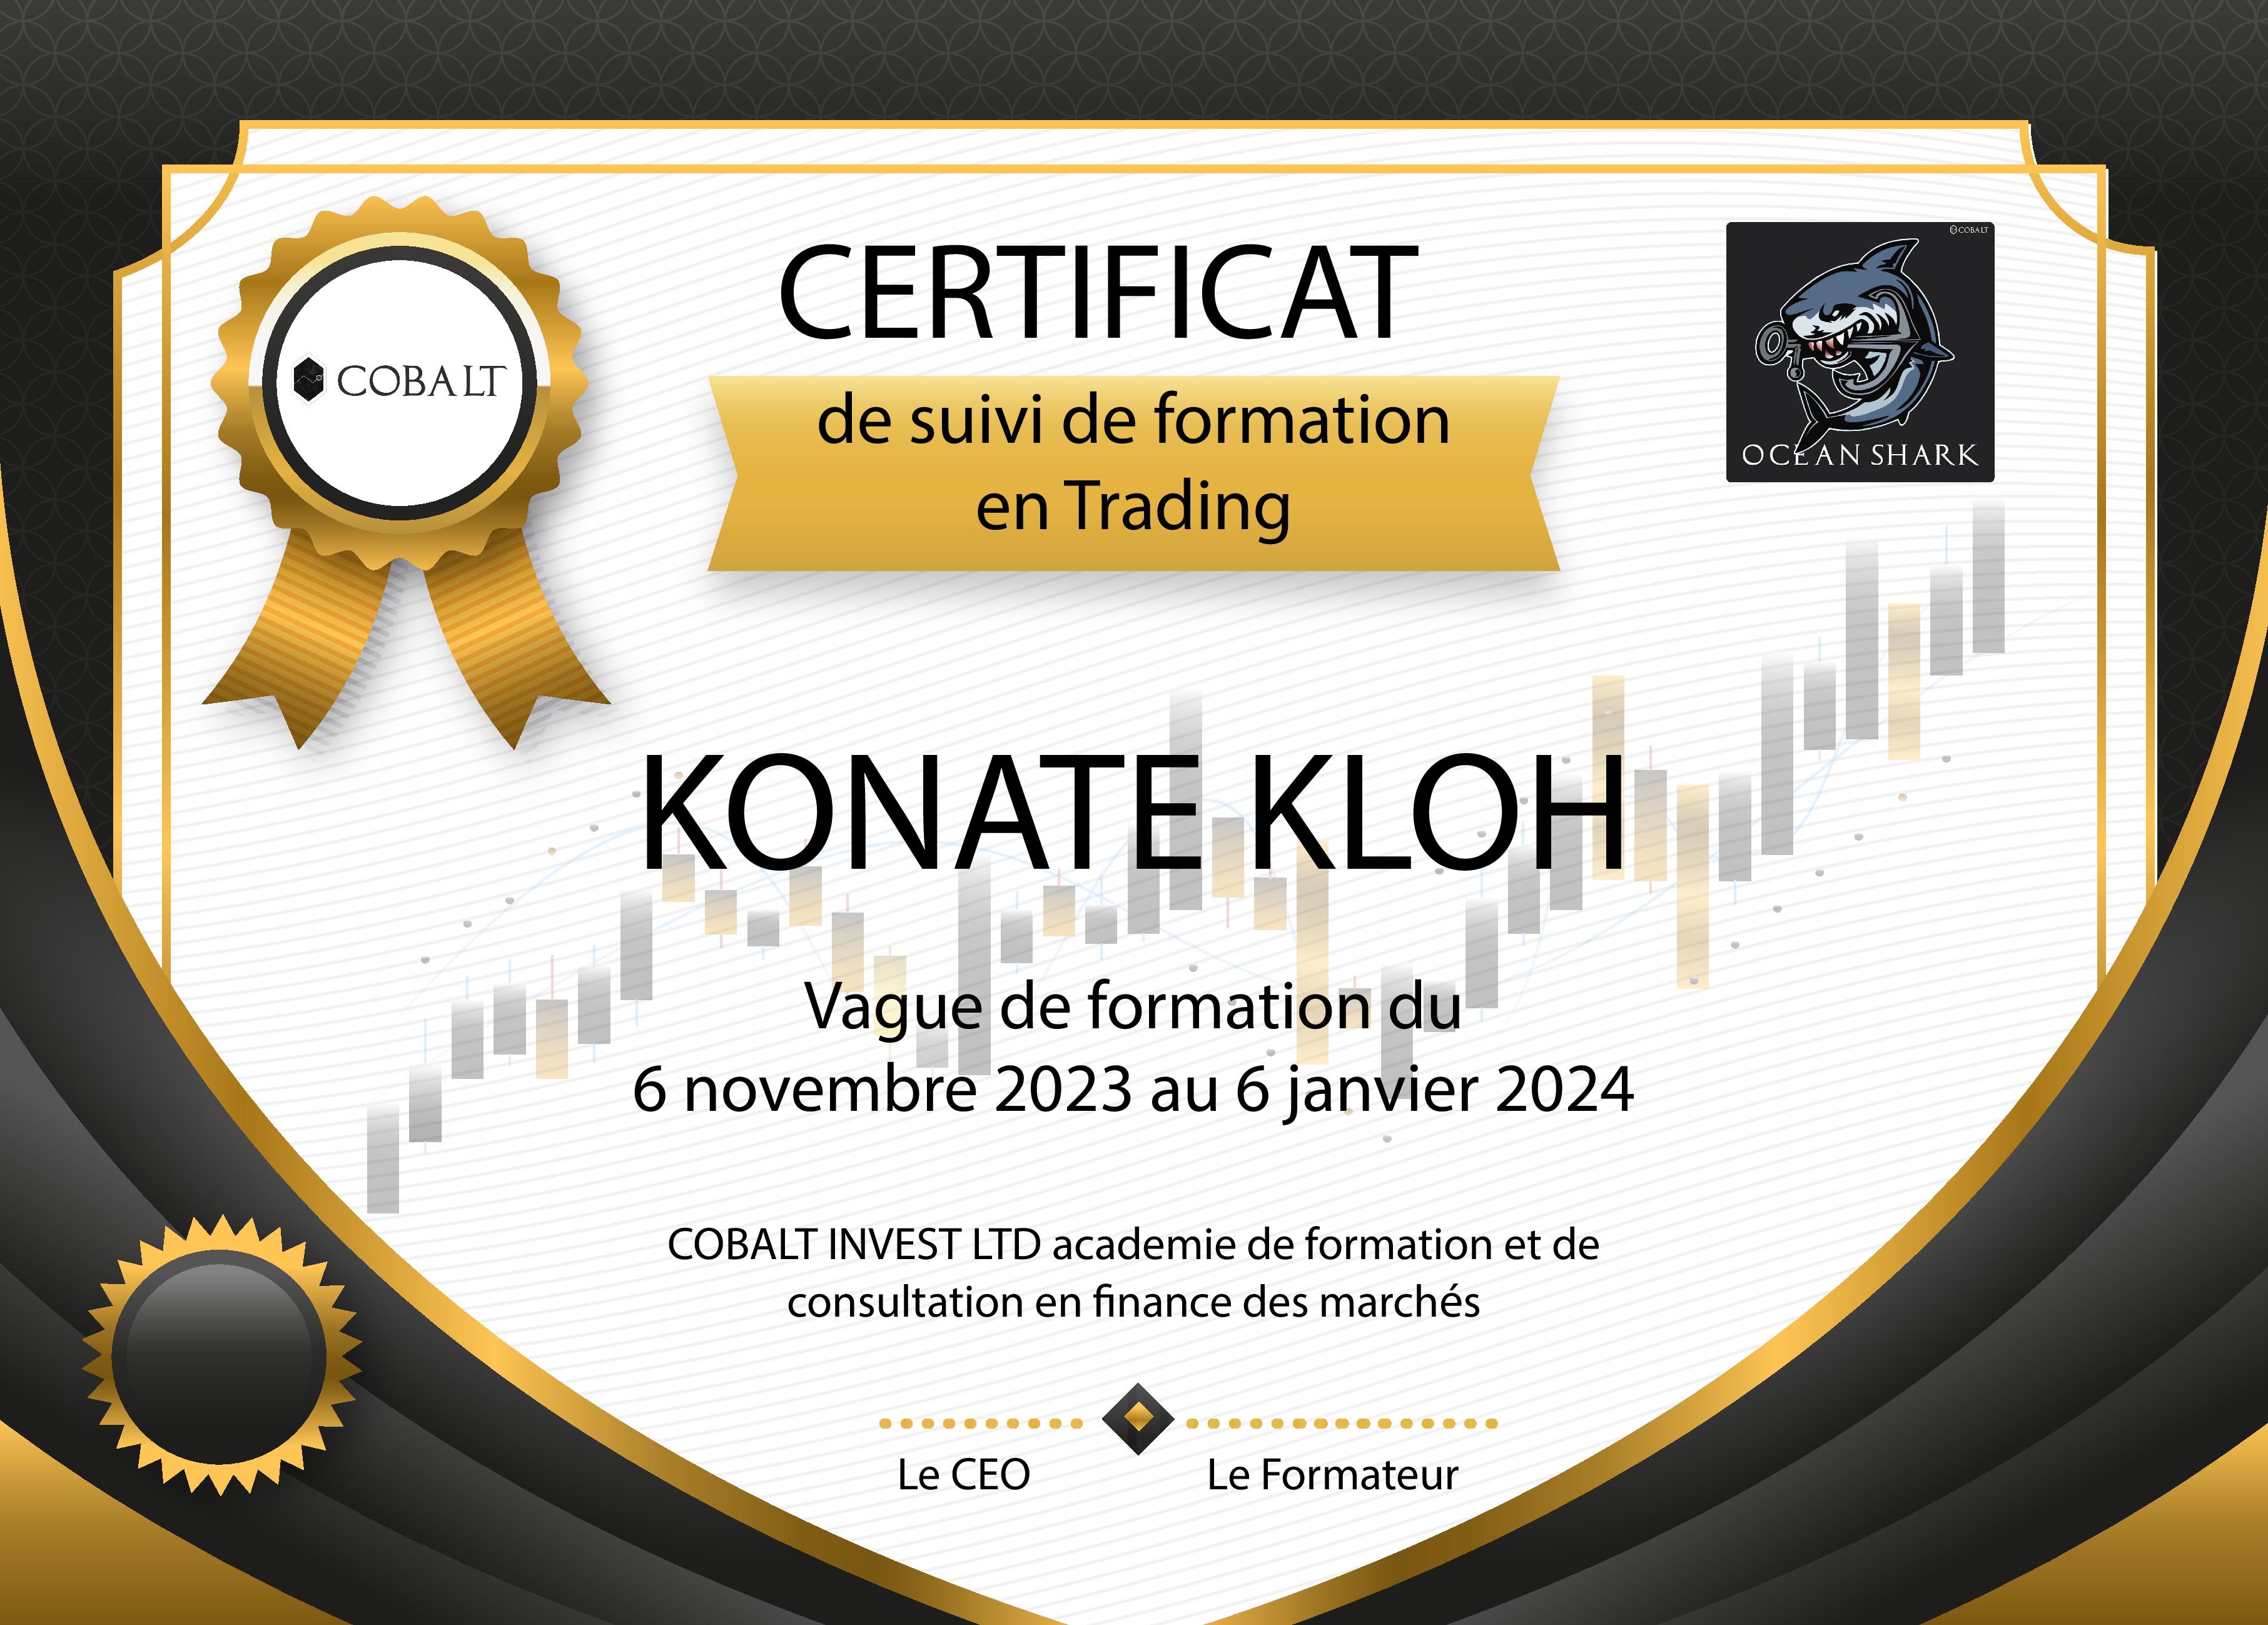 CERTIFICAT
COBALT
COBALT
OCEAN SHARK
de suivi de formation
en Trading
KONATE KLOH
Vague de formation du
6 novembre 2023 au 6 janvier 2024
COBALT INVEST LTD academie de formation et de
consultation en finance des marchés
Le CEO
Le Formateur